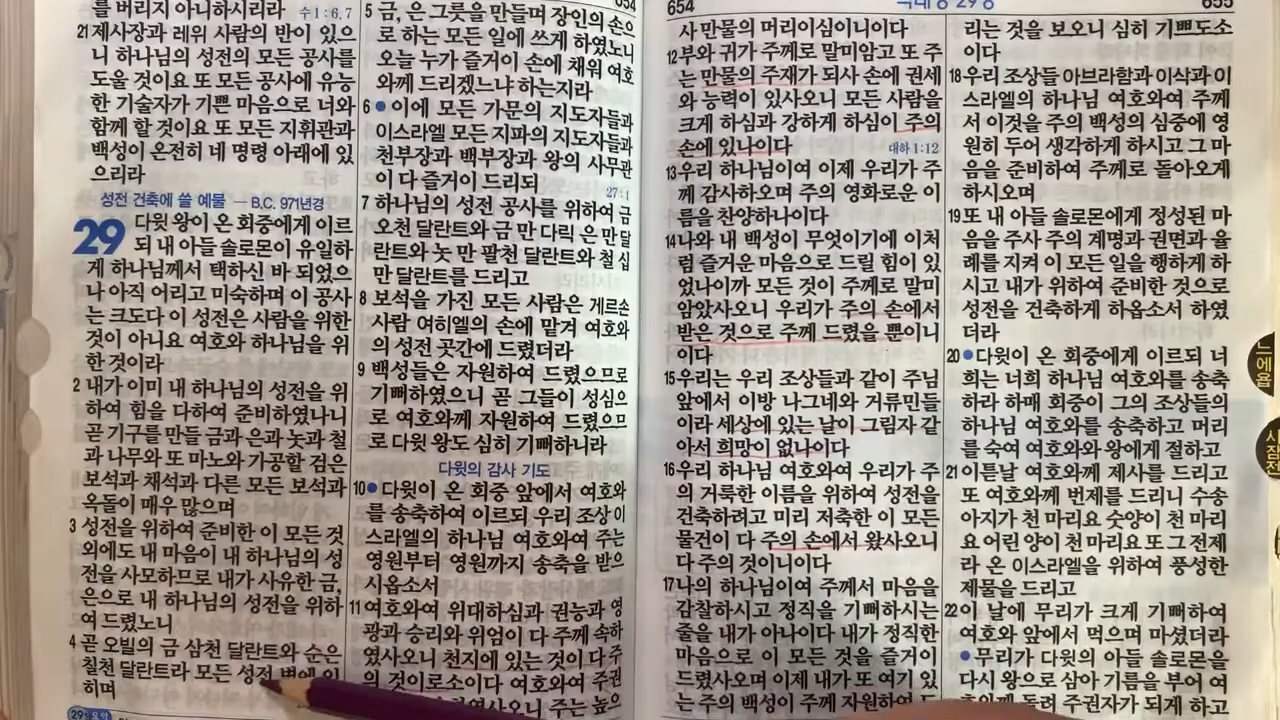 를 버리지 아니하시리라 수1:6,7
21 제사장과 레위 사람의 반이 있으
니 하나님의 성전의 모든 공사를
도울 것이요 또 모든 공사에 유능
한 기술자가 기쁜 마음으로 너와
함께 할 것이요 또 모든 지휘관과
백성이 온전히 네 명령 아래에 있
으리라
성전 건축에 쓸 예물 — B.C. 971년경
29 다윗 왕이 온 회중에게 이르
되 내 아들 솔로몬이 유일하
게 하나님께서 택하신 바 되었으
나 아직 어리고 미숙하며 이 공사
는 크도다 이 성전은 사람을 위한
것이 아니요 여호와 하나님을 위
한 것이라
2 내가 이미 내 하나님의 성전을 위
하여 힘을 다하여 준비하였나니
곧 기구를 만들 금과 은과 놋과 철
과 나무와 또 마노와 가공할 검은
보석과 채석과 다른 모든 보석과
옥돌이 매우 많으며
3 성전을 위하여 준비한 이 모든 것
외에도 내 마음이 내 하나님의 성
전을 사모하므로 내가 사유한 금,
은으로 내 하나님의 성전을 위하
여 드렸노니
4 곧 오빌의 금 삼천 달란트와 순은
칠천 달란트라 모든 성전 벽에 입
히며
654
5 금, 은 그릇을 만들며 장인의 손으
로 하는 모든 일에 쓰게 하였노니
오늘 누가 즐거이 손에 채워 여호
와께 드리겠느냐 하는지라
6 ●이에 모든 가문의 지도자들과
이스라엘 모든 지파의 지도자들과
천부장과 백부장과 왕의 사무관
이 다 즐거이 드리되 27:1
7 하나님의 성전 공사를 위하여 금
오천 달란트와 금 만 다릭 은 만 달
란트와 놋 만 팔천 달란트와 철 십
만 달란트를 드리고
8 보석을 가진 모든 사람은 게르손
사람 여히엘의 손에 맡겨 여호와
의 성전 곳간에 드렸더라
9 백성들은 자원하여 드렸으므로
기뻐하였으니 곧 그들이 성심으
로 여호와께 자원하여 드렸으므
로 다윗 왕도 심히 기뻐하니라
다윗의 감사 기도
10 ●다윗이 온 회중 앞에서 여호와
를 송축하여 이르되 우리 조상 이
스라엘의 하나님 여호와여 주는
영원부터 영원까지 송축을 받으
시옵소서
11 여호와여 위대하심과 권능과 영
광과 승리와 위엄이 다 주께 속하
였사오니 천지에 있는 것이 다 주
의 것이로소이다 여호와여 주권
사오니 주는 높으
654
사 만물의 머리이심이니이다
12 부와 귀가 주께로 말미암고 또 주
는 만물의 주재가 되사 손에 권세
와 능력이 있사오니 모든 사람을
크게 하심과 강하게 하심이 주의
손에 있나이다 대하 1:12
13 우리 하나님이여 이제 우리가 주
께 감사하오며 주의 영화로운 이
름을 찬양하나이다
14 나와 내 백성이 무엇이기에 이처
럼 즐거운 마음으로 드릴 힘이 있
었나이까 모든 것이 주께로 말미
암았사오니 우리가 주의 손에서
받은 것으로 주께 드렸을 뿐이니
이다
15 우리는 우리 조상들과 같이 주님
앞에서 이방 나그네와 거류민들
이라 세상에 있는 날이 그림자 같
아서 희망이 없나이다
16 우리 하나님 여호와여 우리가 주
의 거룩한 이름을 위하여 성전을
건축하려고 미리 저축한 이 모든
물건이 다 주의 손에서 왔사오니
다 주의 것이니이다
17 나의 하나님이여 주께서 마음을
감찰하시고 정직을 기뻐하시는
줄을 내가 아나이다 내가 정직한
마음으로 이 모든 것을 즐거이
드렸사오며 이제 내가 또 여기 있
는 주의 백성이 주께 자원하여 드
655
리는 것을 보오니 심히 기쁘도소
이다
18 우리 조상들 아브라함과 이삭과 이
스라엘의 하나님 여호와여 주께
서 이것을 주의 백성의 심중에 영
원히 두어 생각하게 하시고 그 마
음을 준비하여 주께로 돌아오게
하시오며
19 또 내 아들 솔로몬에게 정성된 마
음을 주사 주의 계명과 권면과 율
례를 지켜 이 모든 일을 행하게 하
시고 내가 위하여 준비한 것으로
성전을 건축하게 하옵소서 하였
더라
20 ●다윗이 온 회중에게 이르되 너
희는 너희 하나님 여호와를 송축
하라 하매 회중이 그의 조상들의
하나님 여호와를 송축하고 머리
를 숙여 여호와와 왕에게 절하고
21 이튿날 여호와께 제사를 드리고
또 여호와께 번제를 드리니 수송
아지가 천 마리요 숫양이 천 마리
요 어린 양이 천 마리요 또 그 전제
라 온 이스라엘을 위하여 풍성한
제물을 드리고
22 이 날에 무리가 크게 기뻐하여
여호와 앞에서 먹으며 마셨더라
●무리가 다윗의 아들 솔로몬을
다시 왕으로 삼아 기름을 부어 여
호와께 돌려 주권자가 되게 하고
느에욥
시잠전